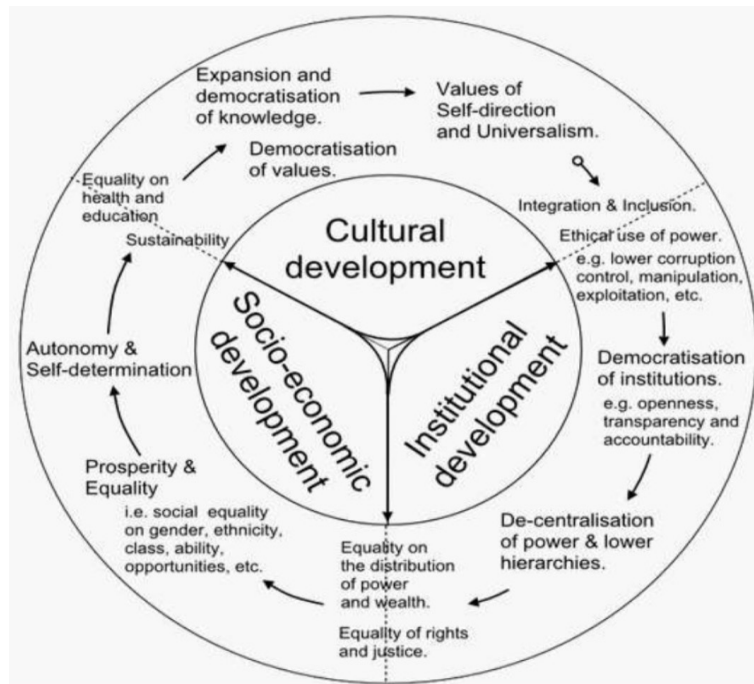 Expansion and
democratisation
of knowledge.
Values of
Self-direction
and Universalism.
Democratisation
of values.
Equality on
health and
education
Sustainability
Integration & Inclusion.
Ethical use of power.
e.g. lower corruption
control, manipulation,
exploitation, etc.
Cultural
development
Socio-economic
development
Institutional
development
Autonomy &
Self-determination
Democratisation
of institutions.
e.g. openness,
transparency and
accountability.
Prosperity &
Equality
i.e. social equality
on gender, ethnicity,
class, ability,
opportunities, etc.
De-centralisation
of power & lower
hierarchies.
Equality on
the distribution
of power
and wealth.
Equality of rights
and justice.